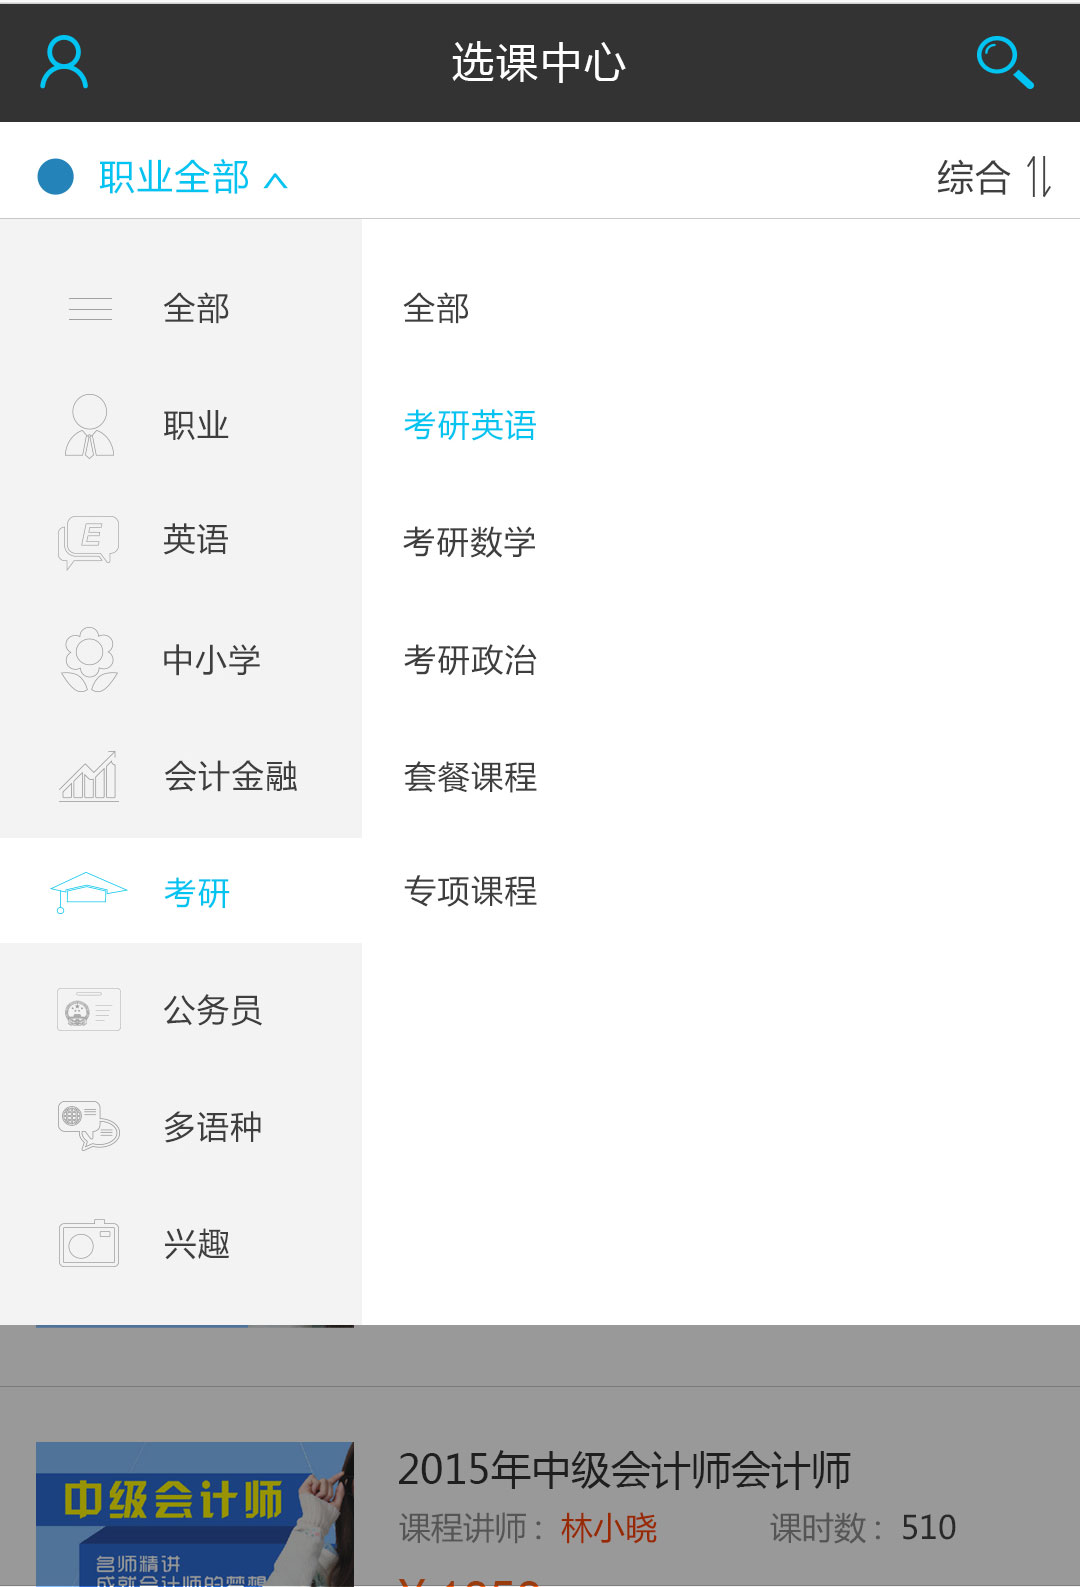 选课中心
职业全部
综合
全部
职业
英语
中小学
会计金融
考研
公务员
多语种
兴趣
全部
考研英语
考研数学
考研政治
套餐课程
专项课程
中级会计师
名师精讲
成就会计师的梦想
2015年中级会计师会计师
课程讲师：林小晓 课时数：510